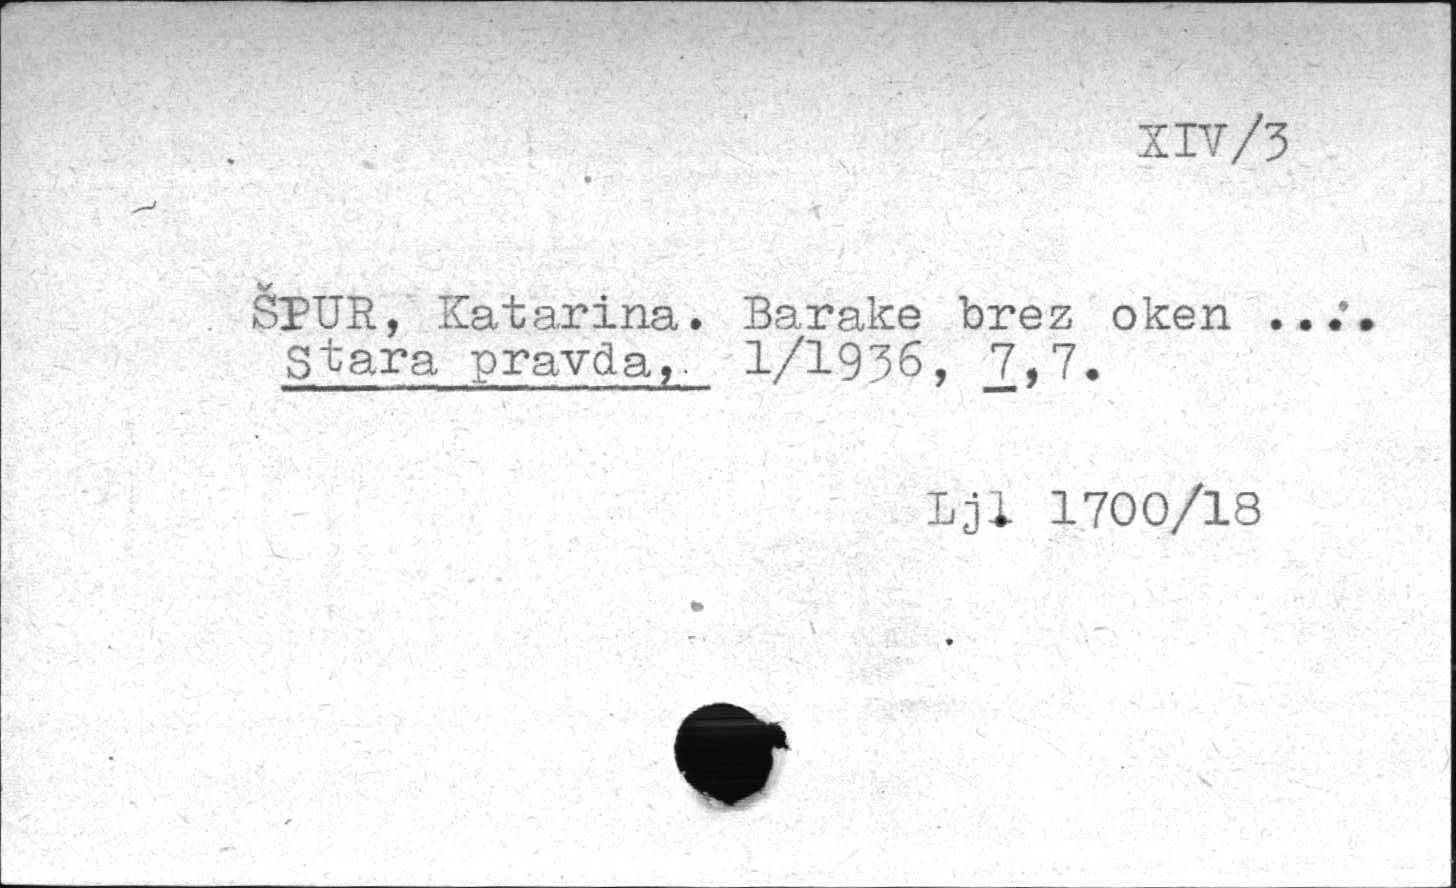 XIV/3
ŠPUR, Katarina. Barake brez oken ....
Stara pravda, 1/1936, 7,7.
Ljl 1700/18